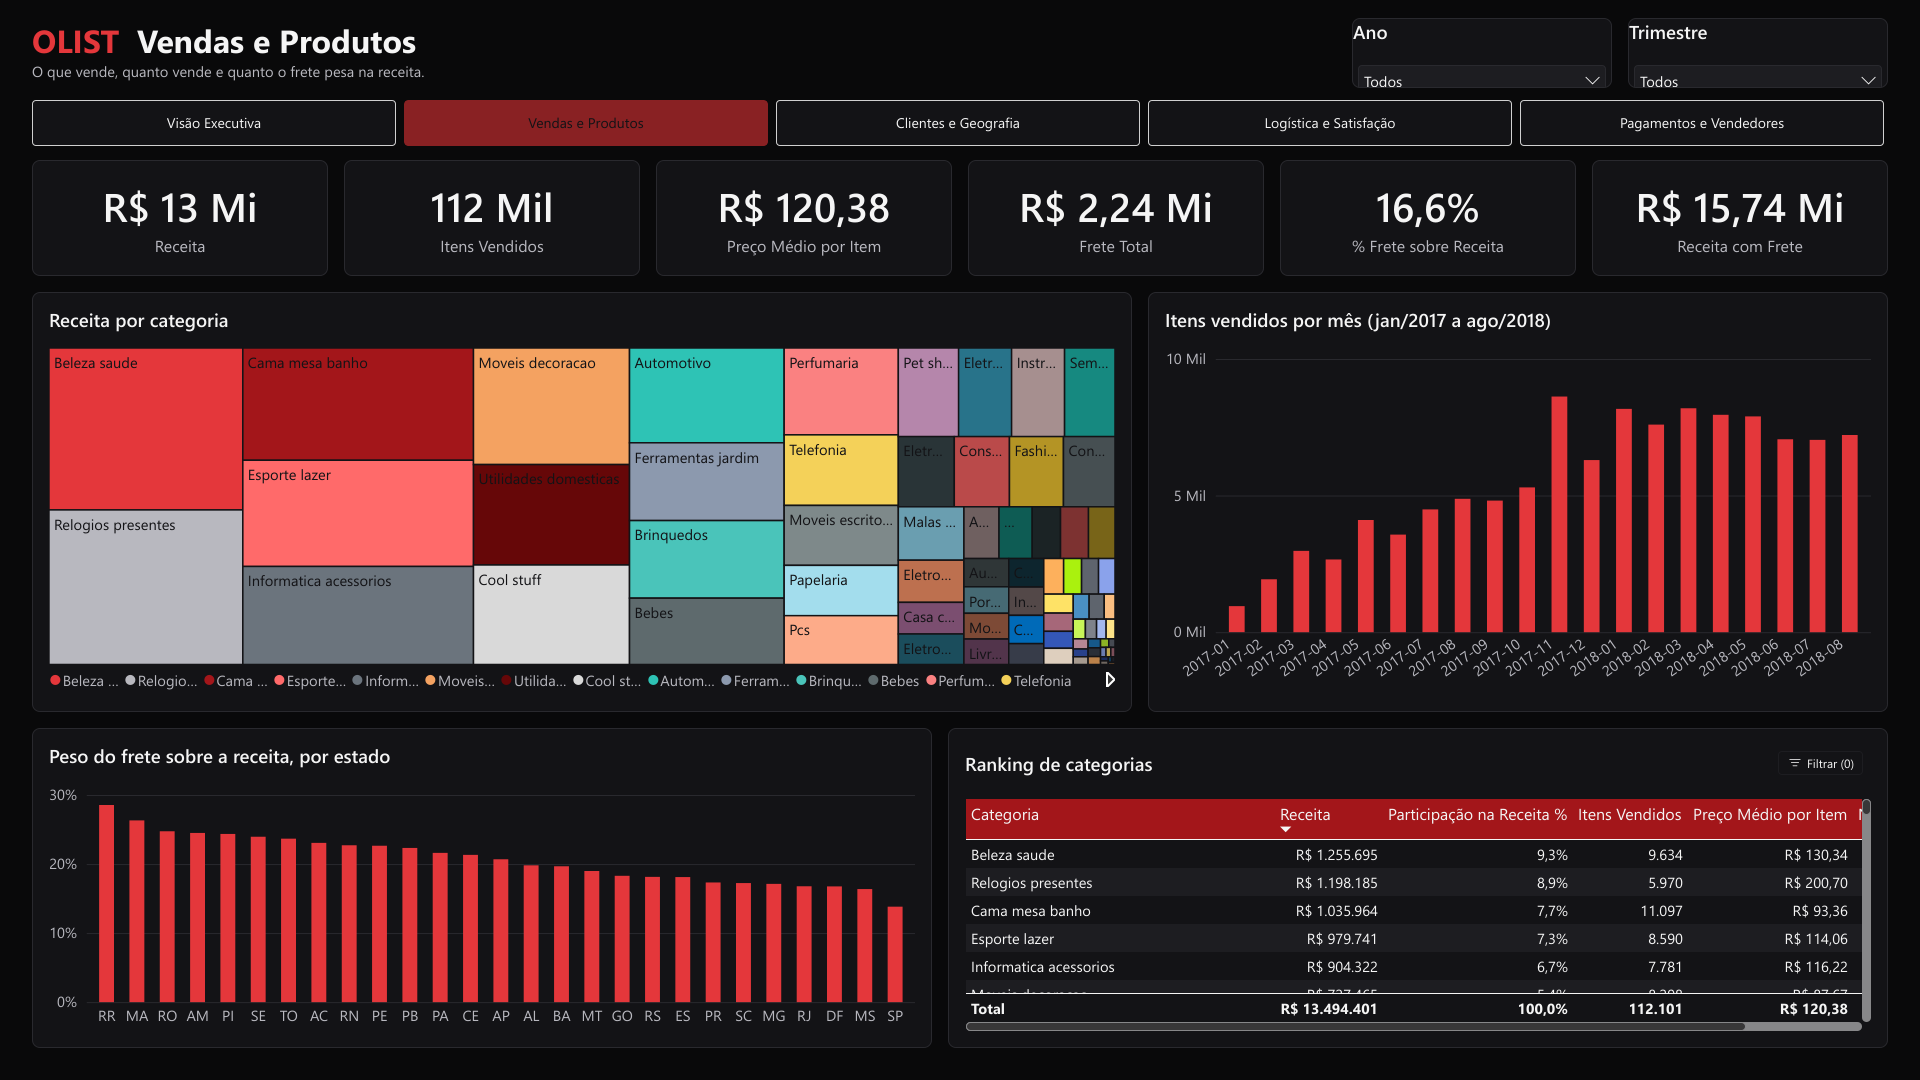 OLIST Vendas e Produtos
O que vende, quanto vende e quanto o frete pesa na receita.
Ano
Todos
Trimestre
Todos
Visão Executiva
Vendas e Produtos
Clientes e Geografia
Logística e Satisfação
Pagamentos e Vendedores
R$ 13 Mi
Receita
112 Mil
Itens Vendidos
R$ 120,38
Preço Médio por Item
R$ 2,24 Mi
Frete Total
16,6%
% Frete sobre Receita
R$ 15,74 Mi
Receita com Frete
Receita por categoria
Beleza saude
Relogios presentes
Cama mesa banho
Esporte lazer
Informatica acessorios
Moveis decoracao
Utilidades domesticas
Cool stuff
Automotivo
Ferramentas jardim
Brinquedos
Bebes
Perfumaria
Telefonia
Moveis escrito...
Papelaria
Pcs
Pet sh...
Eletr...
Instr...
Sem...
Eletr...
Cons...
Fashi...
Con...
Malas ...
A...
...
Eletro...
Au...
C...
Casa c...
Por...
In...
Eletro...
Mo...
C...
Livr...
Beleza ... Relogio... Cama ... Esporte... Inform... Moveis... Utilida... Cool st... Autom... Ferram... Brinqu... Bebes Perfum... Telefonia
Itens vendidos por mês (jan/2017 a ago/2018)
10 Mil
5 Mil
0 Mil
2017-01 2017-02 2017-03 2017-04 2017-05 2017-06 2017-07 2017-08 2017-09 2017-10 2017-11 2017-12 2018-01 2018-02 2018-03 2018-04 2018-05 2018-06 2018-07 2018-08
Peso do frete sobre a receita, por estado
30%
20%
10%
0%
RR MA RO AM PI SE TO AC RN PE PB PA CE AP AL BA MT GO RS ES PR SC MG RJ DF MS SP
Ranking de categorias
Filtrar (0)
Categoria Receita Participação na Receita % Itens Vendidos Preço Médio por Item
Beleza saude R$ 1.255.695 9,3% 9.634 R$ 130,34
Relogios presentes R$ 1.198.185 8,9% 5.970 R$ 200,70
Cama mesa banho R$ 1.035.964 7,7% 11.097 R$ 93,36
Esporte lazer R$ 979.741 7,3% 8.590 R$ 114,06
Informatica acessorios R$ 904.322 6,7% 7.781 R$ 116,22
Total R$ 13.494.401 100,0% 112.101 R$ 120,38